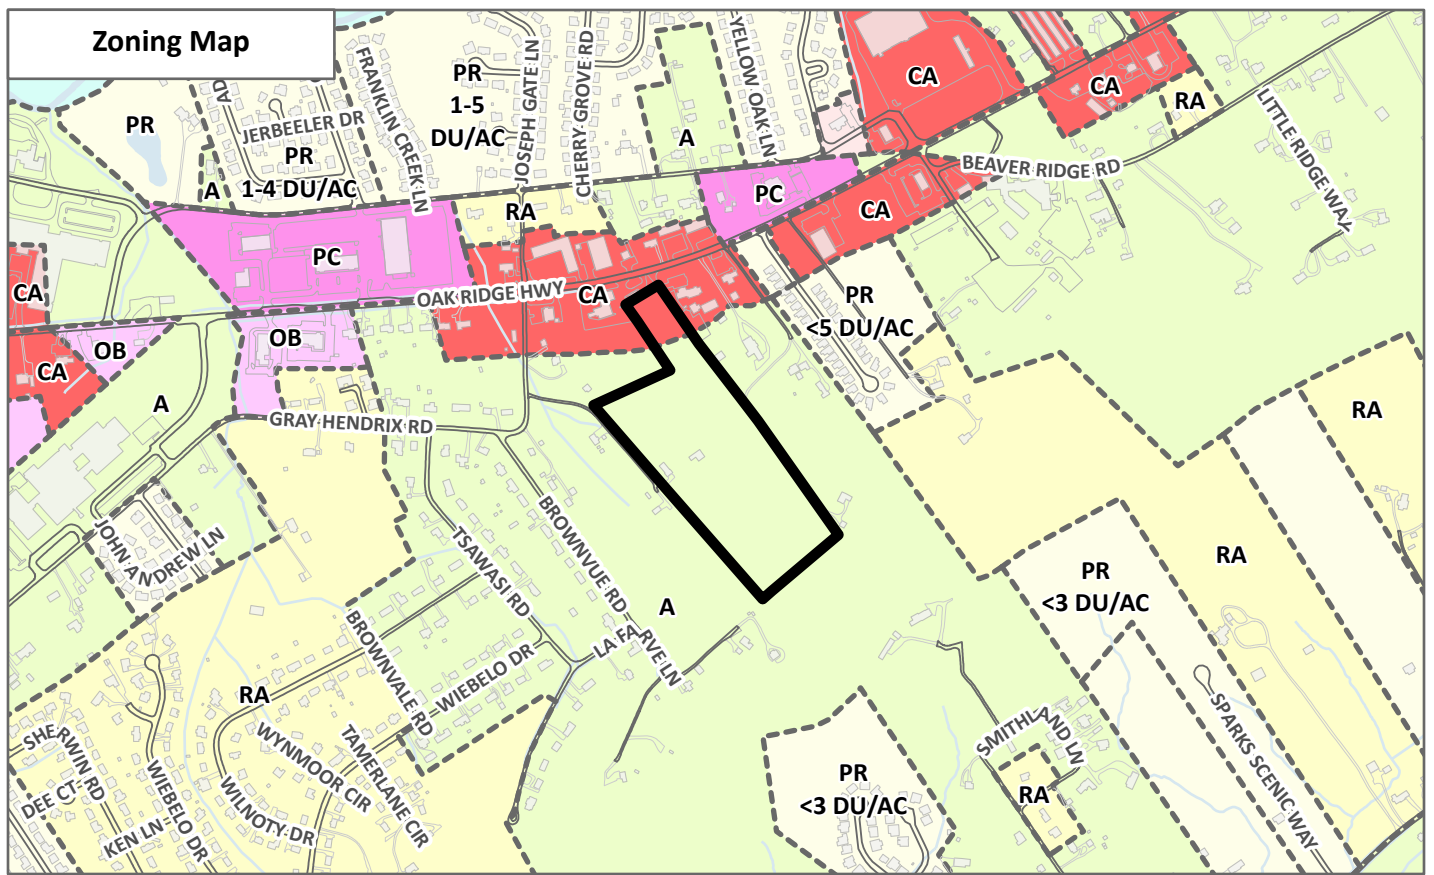 Zoning Map
PR
1-5
DU/AC
CA
CA
RA
PR
AD
JERBEELER DR
PR
1-4 DU/AC
A
FRANKLIN CREEK LN
JOSEPH GATE LN
CHERRY GROVE RD
YELLOW OAK LN
A
BEAVER RIDGE RD
LITTLE RIDGE WAY
PC
CA
RA
PC
OAK RIDGE HWY
CA
CA
PR
<5 DU/AC
OB
OB
CA
A
GRAY HENDRIX RD
RA
RA
JOHN ANDREW LN
TSAWASI RD
BROWNVUE RD
A
LA FA
RVE LN
PR
<3 DU/AC
BROWNVALE RD
WIEBELO DR
RA
SHERWIN RD
DEE CT
KEN LN
WIEBELO DR
WILNOTY DR
WYNMOOR CIR
TAMERLANE CIR
SMITHLAND LN
SPARKS SCENIC WAY
PR
<3 DU/AC
RA